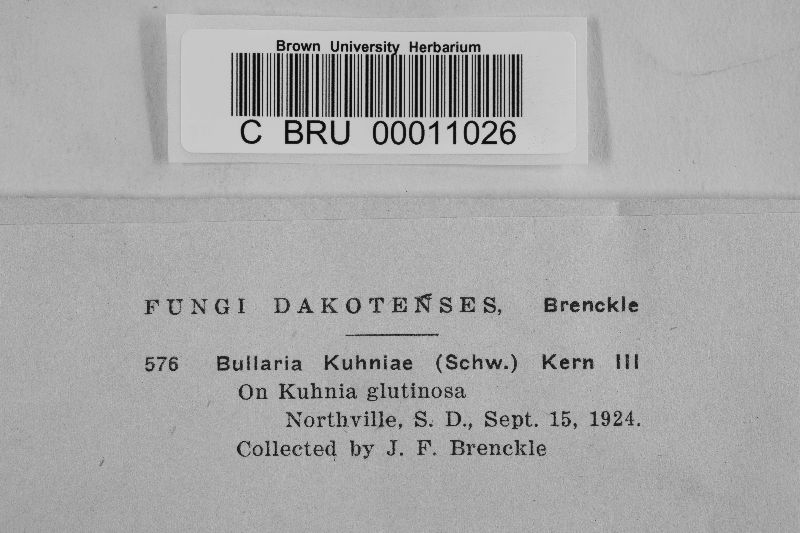 Brown University Herbarium
C BRU 00011026
FUNGI DAKOTENSES, Brenckle
576 Bullaria Kuhniae (Schw.) Kern III
On Kuhnia glutinosa
Northville, S. D., Sept. 15, 1924.
Collected by J. F. Brenckle